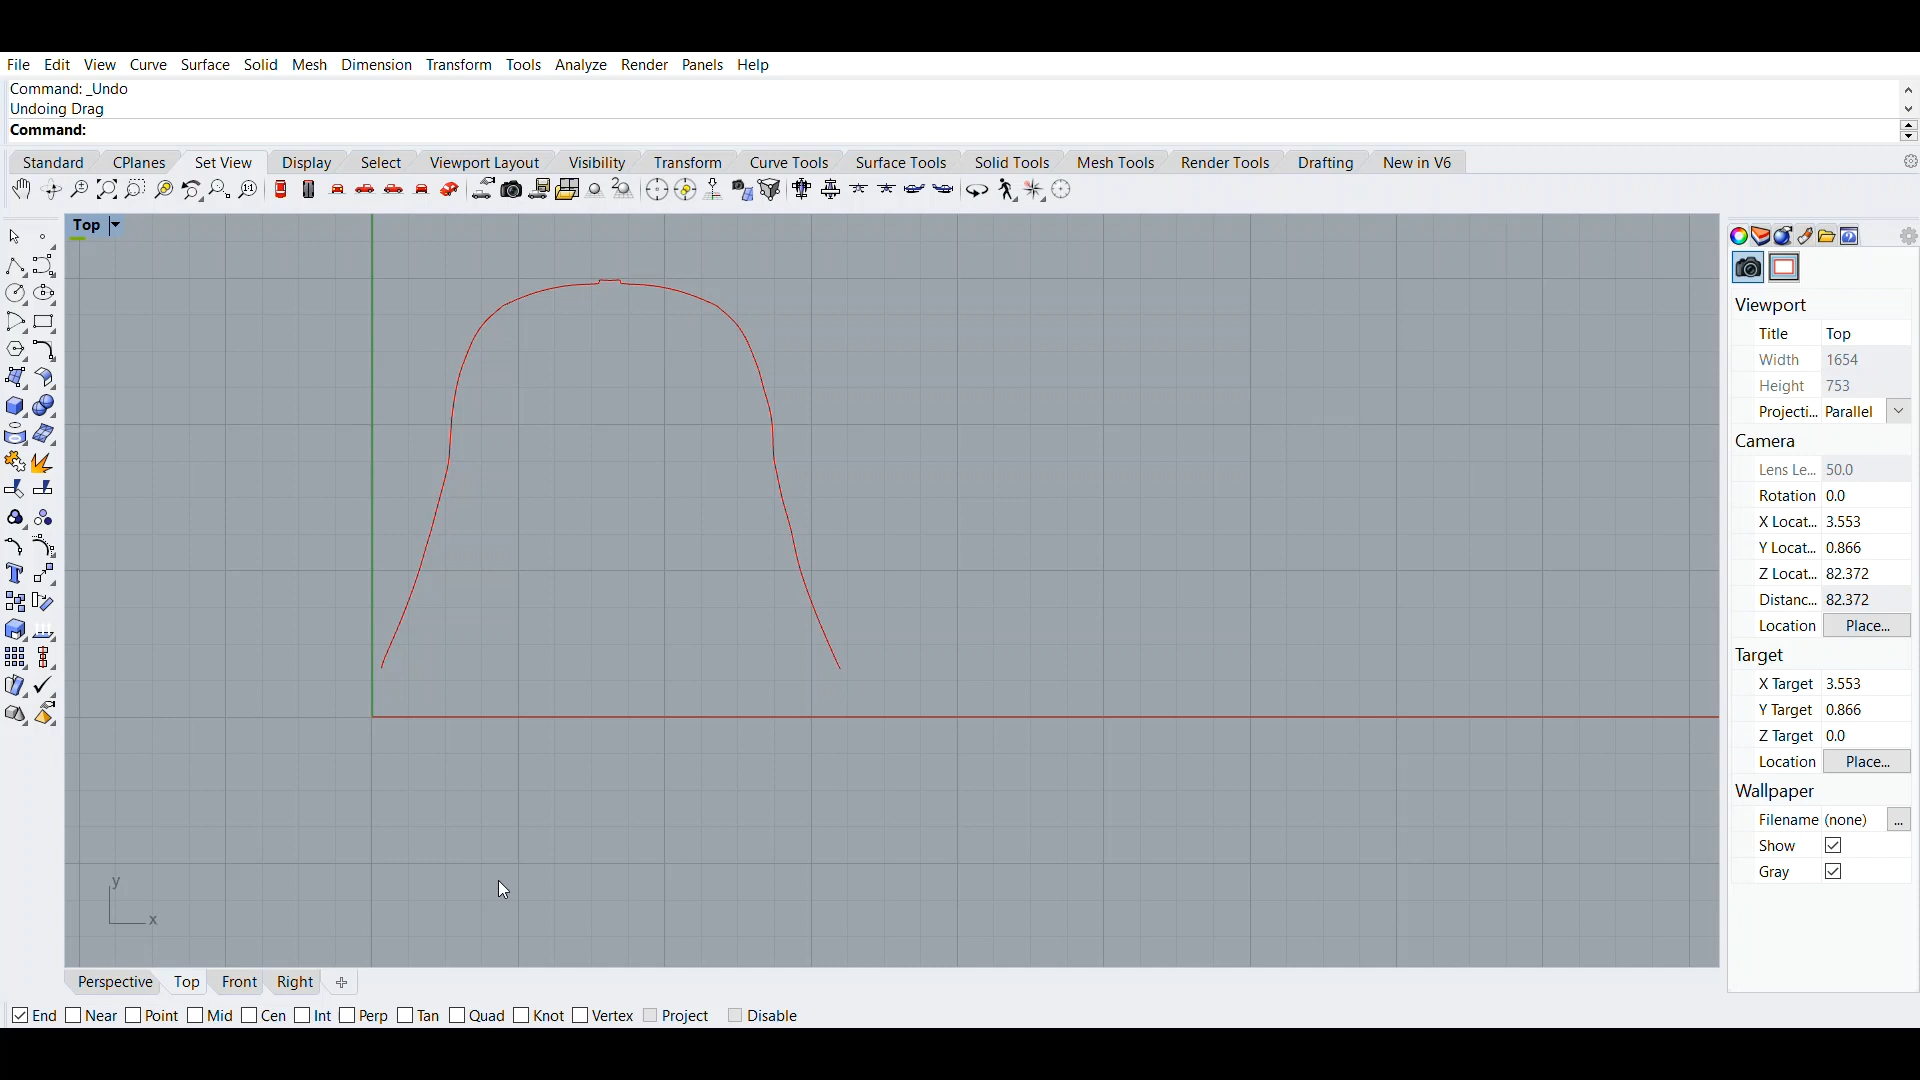 File Edit View Curve Surface Solid Mesh Dimension Transform Tools Analyze Render Panels Help
Command: _Undo
Undoing Drag
Command:
Standard CPlanes Set View Display Select Viewport Layout Visibility Transform Curve Tools Surface Tools Solid Tools Mesh Tools Render Tools Drafting New in V6
Top
Viewport
Title Top
Width 1654
Height 753
Projecti... Parallel
Camera
Lens Le... 50.0
Rotation 0.0
X Locat... 3.553
Y Locat... 0.866
Z Locat... 82.372
Distanc... 82.372
Location Place...
Target
X Target 3.553
Y Target 0.866
Z Target 0.0
Location Place...
Wallpaper
Filename (none) ...
Show
Gray
y
x
Perspective Top Front Right
End Near Point Mid Cen Int Perp Tan Quad Knot Vertex Project Disable